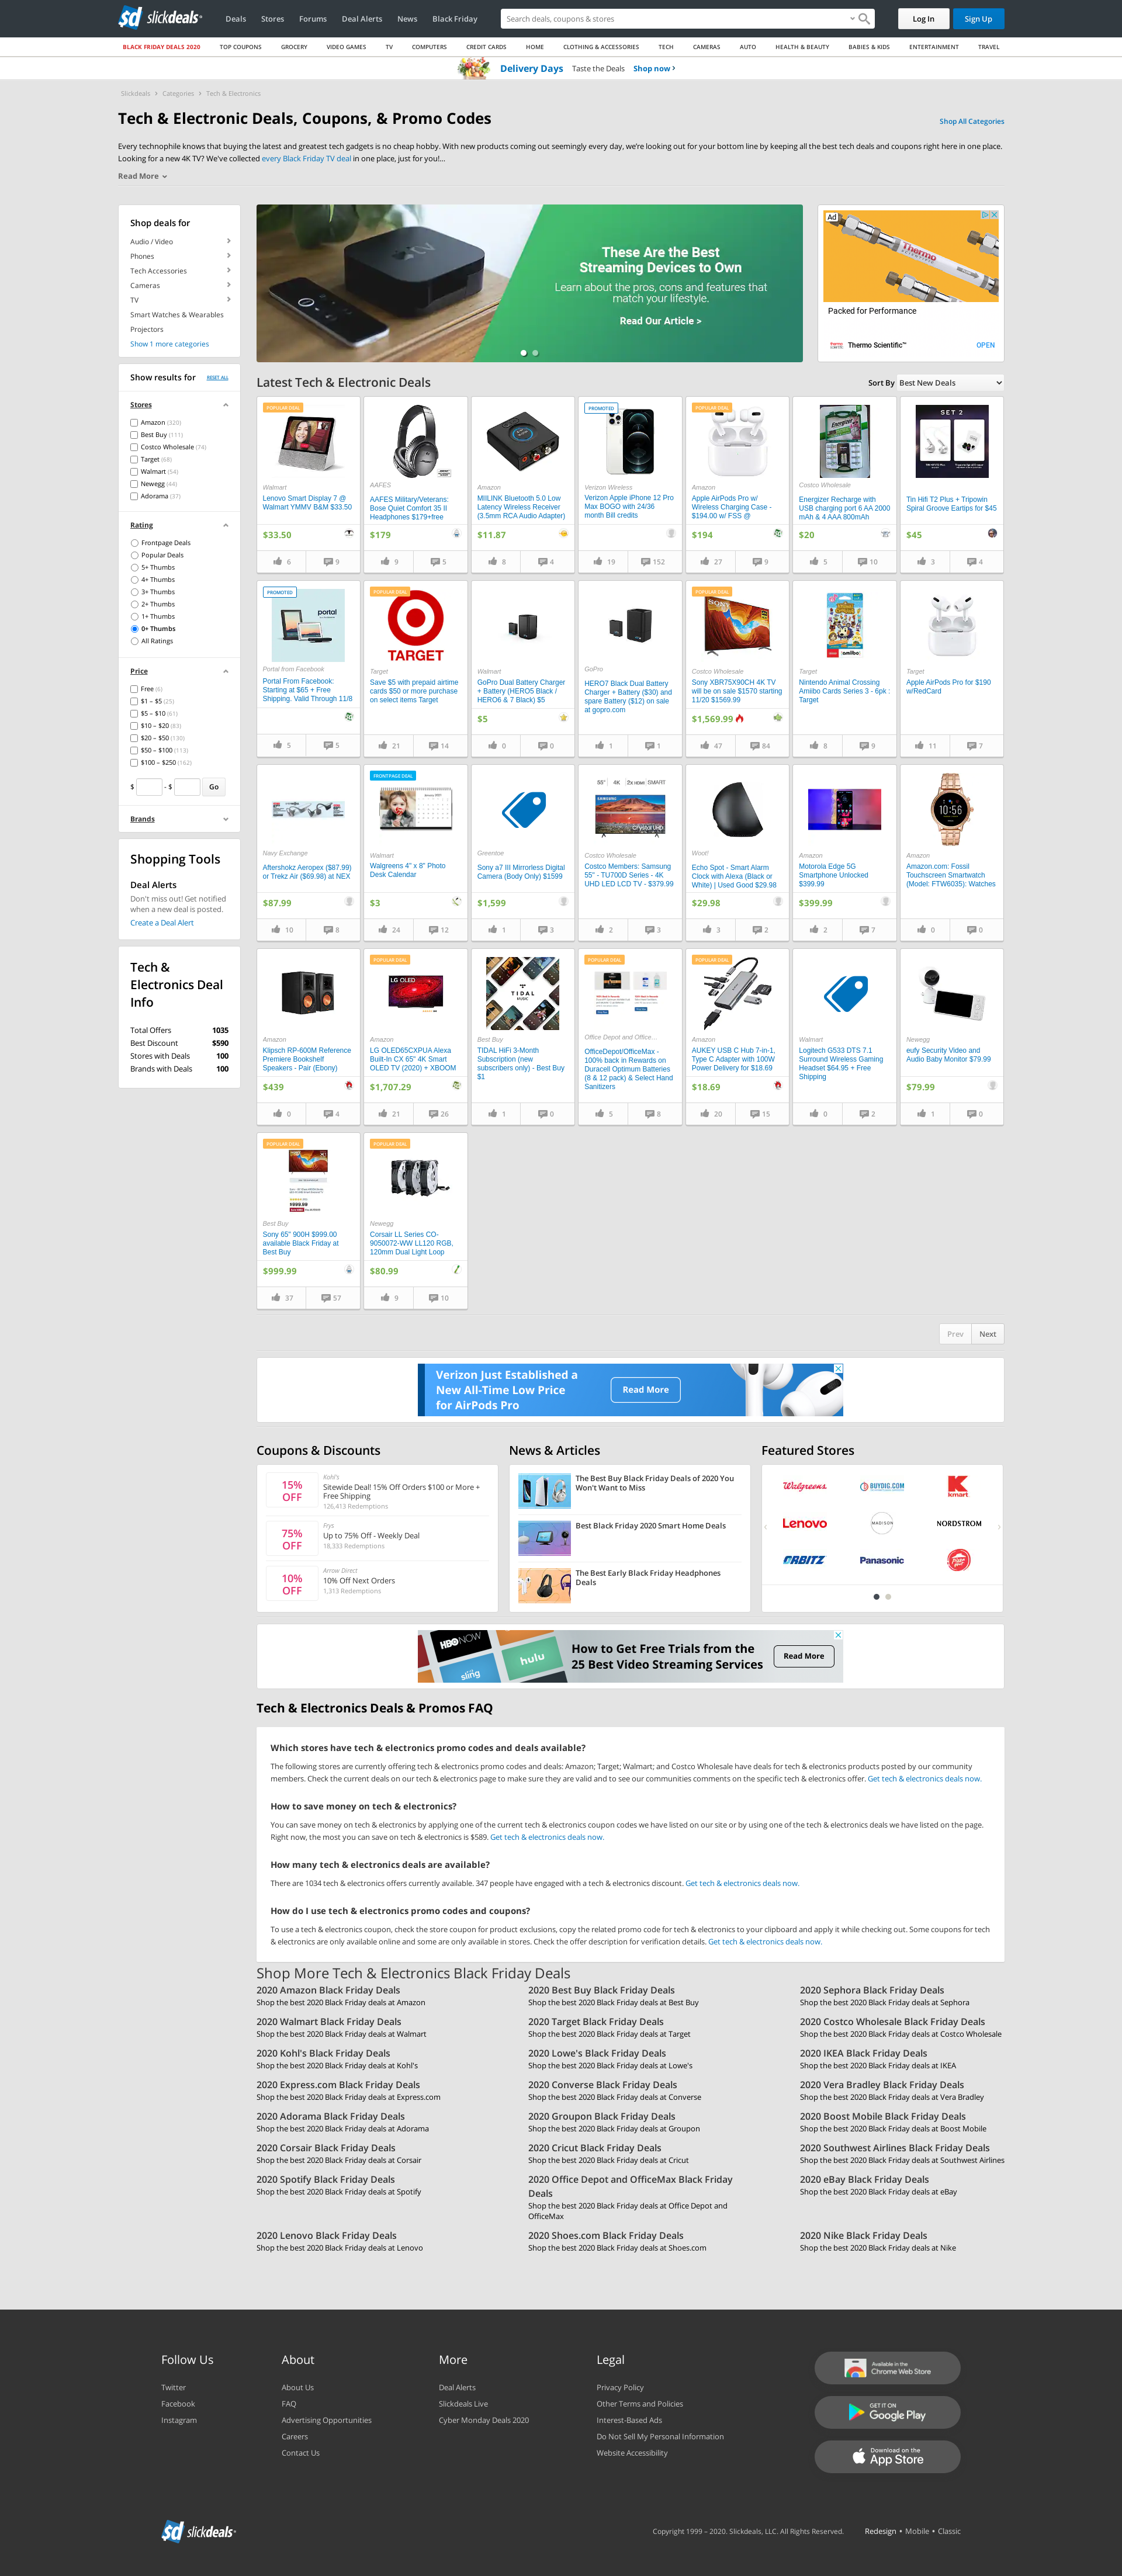 slickdeals
Deals Stores Forums Deal Alerts News Black Friday
Search deals, coupons & stores
Log In Sign Up
BLACK FRIDAY DEALS 2020 TOP COUPONS GROCERY VIDEO GAMES TV COMPUTERS CREDIT CARDS HOME CLOTHING & ACCESSORIES TECH CAMERAS AUTO HEALTH & BEAUTY BABIES & KIDS ENTERTAINMENT TRAVEL
Delivery Days Taste the Deals Shop now
Slickdeals Categories Tech & Electronics
Tech & Electronic Deals, Coupons, & Promo Codes
Shop All Categories
Every technophile knows that buying the latest and greatest tech gadgets is no cheap hobby. With new products coming out seemingly every day, we're looking out for your bottom line by keeping all the best tech deals and coupons right here in one place.
Looking for a new 4K TV? We've collected every Black Friday TV deal in one place, just for you!...
Read More
Shop deals for
Audio / Video
Phones
Tech Accessories
Cameras
TV
Smart Watches & Wearables
Projectors
Show 1 more categories
Show results for RESET ALL
Stores
Amazon (320)
Best Buy (111)
Costco Wholesale (74)
Target (68)
Walmart (54)
Newegg (44)
Adorama (37)
Rating
Frontpage Deals
Popular Deals
5+ Thumbs
4+ Thumbs
3+ Thumbs
2+ Thumbs
1+ Thumbs
0+ Thumbs
All Ratings
Price
Free (6)
$1 – $5 (25)
$5 – $10 (61)
$10 – $20 (83)
$20 – $50 (130)
$50 – $100 (113)
$100 – $250 (162)
$ - $ Go
Brands
Shopping Tools
Deal Alerts
Don't miss out! Get notified
when a new deal is posted.
Create a Deal Alert
Tech &
Electronics Deal
Info
Total Offers 1035
Best Discount $590
Stores with Deals 100
Brands with Deals 100
These Are the Best
Streaming Devices to Own
Learn about the pros, cons and features that
match your lifestyle.
Read Our Article >
Ad
Thermo
Packed for Performance
Thermo Scientific™ OPEN
Latest Tech & Electronic Deals
Sort By Best New Deals
POPULAR DEAL
Walmart
Lenovo Smart Display 7 @
Walmart YMMV B&M $33.50
$33.50
6 9
AAFES
AAFES Military/Veterans:
Bose Quiet Comfort 35 II
Headphones $179+free
$179
9 5
Amazon
MIILINK Bluetooth 5.0 Low
Latency Wireless Receiver
(3.5mm RCA Audio Adapter)
$11.87
8 4
PROMOTED
Verizon Wireless
Verizon Apple iPhone 12 Pro
Max BOGO with 24/36
month Bill credits
19 152
POPULAR DEAL
Amazon
Apple AirPods Pro w/
Wireless Charging Case -
$194.00 w/ FSS @
$194
27 9
Costco Wholesale
Energizer Recharge with
USB charging port 6 AA 2000
mAh & 4 AAA 800mAh
$20
5 10
SET 2
Tin Hifi T2 Plus + Tripowin
Spiral Groove Eartips for $45
$45
3 4
PROMOTED
portal
Portal from Facebook
Portal From Facebook:
Starting at $65 + Free
Shipping. Valid Through 11/8
5 5
POPULAR DEAL
TARGET
Target
Save $5 with prepaid airtime
cards $50 or more purchase
on select items Target
21 14
Walmart
GoPro Dual Battery Charger
+ Battery (HERO5 Black /
HERO6 & 7 Black) $5
$5
0 0
GoPro
HERO7 Black Dual Battery
Charger + Battery ($30) and
spare Battery ($12) on sale
at gopro.com
1 1
POPULAR DEAL
SONY
Costco Wholesale
Sony XBR75X90CH 4K TV
will be on sale $1570 starting
11/20 $1569.99
$1,569.99
47 84
Target
Nintendo Animal Crossing
Amiibo Cards Series 3 - 6pk :
Target
8 9
Target
Apple AirPods Pro for $190
w/RedCard
11 7
Navy Exchange
Aftershokz Aeropex ($87.99)
or Trekz Air ($69.98) at NEX
$87.99
10 8
FRONTPAGE DEAL
Walmart
Walgreens 4" x 8" Photo
Desk Calendar
$3
24 12
Greentoe
Sony a7 III Mirrorless Digital
Camera (Body Only) $1599
$1,599
1 3
55" 4K 2x HDMI SMART
SAMSUNG
Crystal UHD
Costco Wholesale
Costco Members: Samsung
55" - TU700D Series - 4K
UHD LED LCD TV - $379.99
2 3
Woot!
Echo Spot - Smart Alarm
Clock with Alexa (Black or
White) | Used Good $29.98
$29.98
3 2
Amazon
Motorola Edge 5G
Smartphone Unlocked
$399.99
$399.99
2 7
Amazon
Amazon.com: Fossil
Touchscreen Smartwatch
(Model: FTW6035): Watches
0 0
Amazon
Klipsch RP-600M Reference
Premiere Bookshelf
Speakers - Pair (Ebony)
$439
0 4
POPULAR DEAL
LG OLED
Amazon
LG OLED65CXPUA Alexa
Built-In CX 65" 4K Smart
OLED TV (2020) + XBOOM
$1,707.29
21 26
TIDAL
MUSIC
Best Buy
TIDAL HiFi 3-Month
Subscription (new
subscribers only) - Best Buy
$1
1 0
POPULAR DEAL
Office Depot and Office...
OfficeDepot/OfficeMax -
100% back in Rewards on
Duracell Optimum Batteries
(8 & 12 pack) & Select Hand
Sanitizers
5 8
POPULAR DEAL
Amazon
AUKEY USB C Hub 7-in-1,
Type C Adapter with 100W
Power Delivery for $18.69
$18.69
20 15
Walmart
Logitech G533 DTS 7.1
Surround Wireless Gaming
Headset $64.95 + Free
Shipping
0 2
Newegg
eufy Security Video and
Audio Baby Monitor $79.99
$79.99
1 0
POPULAR DEAL
$999.99
Best Buy
Sony 65" 900H $999.00
available Black Friday at
Best Buy
$999.99
37 57
POPULAR DEAL
Newegg
Corsair LL Series CO-
9050072-WW LL120 RGB,
120mm Dual Light Loop
$80.99
9 10
Prev Next
Verizon Just Established a
New All-Time Low Price
for AirPods Pro
Read More
Coupons & Discounts
15%
OFF
Kohl's
Sitewide Deal! 15% Off Orders $100 or More +
Free Shipping
126,413 Redemptions
75%
OFF
Frys
Up to 75% Off - Weekly Deal
18,333 Redemptions
10%
OFF
Arrow Direct
10% Off Next Orders
1,313 Redemptions
News & Articles
The Best Buy Black Friday Deals of 2020 You
Won't Want to Miss
Best Black Friday 2020 Smart Home Deals
The Best Early Black Friday Headphones
Deals
Featured Stores
Walgreens BUYDIG.COM kmart
Lenovo MADISON NORDSTROM
ORBITZ Panasonic Pizza Hut
HBO NOW
sling
hulu
How to Get Free Trials from the
25 Best Video Streaming Services
Read More
Tech & Electronics Deals & Promos FAQ
Which stores have tech & electronics promo codes and deals available?
The following stores are currently offering tech & electronics promo codes and deals: Amazon; Target; Walmart; and Costco Wholesale have deals for tech & electronics products posted by our community
members. Check the current deals on our tech & electronics page to make sure they are valid and to see our communities comments on the specific tech & electronics offer. Get tech & electronics deals now.
How to save money on tech & electronics?
You can save money on tech & electronics by applying one of the current tech & electronics coupon codes we have listed on our site or by using one of the tech & electronics deals we have listed on the page.
Right now, the most you can save on tech & electronics is $589. Get tech & electronics deals now.
How many tech & electronics deals are available?
There are 1034 tech & electronics offers currently available. 347 people have engaged with a tech & electronics discount. Get tech & electronics deals now.
How do I use tech & electronics promo codes and coupons?
To use a tech & electronics coupon, check the store coupon for product exclusions, copy the related promo code for tech & electronics to your clipboard and apply it while checking out. Some coupons for tech
& electronics are only available online and some are only available in stores. Check the offer description for verification details. Get tech & electronics deals now.
Shop More Tech & Electronics Black Friday Deals
2020 Amazon Black Friday Deals
Shop the best 2020 Black Friday deals at Amazon
2020 Best Buy Black Friday Deals
Shop the best 2020 Black Friday deals at Best Buy
2020 Sephora Black Friday Deals
Shop the best 2020 Black Friday deals at Sephora
2020 Walmart Black Friday Deals
Shop the best 2020 Black Friday deals at Walmart
2020 Target Black Friday Deals
Shop the best 2020 Black Friday deals at Target
2020 Costco Wholesale Black Friday Deals
Shop the best 2020 Black Friday deals at Costco Wholesale
2020 Kohl's Black Friday Deals
Shop the best 2020 Black Friday deals at Kohl's
2020 Lowe's Black Friday Deals
Shop the best 2020 Black Friday deals at Lowe's
2020 IKEA Black Friday Deals
Shop the best 2020 Black Friday deals at IKEA
2020 Express.com Black Friday Deals
Shop the best 2020 Black Friday deals at Express.com
2020 Converse Black Friday Deals
Shop the best 2020 Black Friday deals at Converse
2020 Vera Bradley Black Friday Deals
Shop the best 2020 Black Friday deals at Vera Bradley
2020 Adorama Black Friday Deals
Shop the best 2020 Black Friday deals at Adorama
2020 Groupon Black Friday Deals
Shop the best 2020 Black Friday deals at Groupon
2020 Boost Mobile Black Friday Deals
Shop the best 2020 Black Friday deals at Boost Mobile
2020 Corsair Black Friday Deals
Shop the best 2020 Black Friday deals at Corsair
2020 Cricut Black Friday Deals
Shop the best 2020 Black Friday deals at Cricut
2020 Southwest Airlines Black Friday Deals
Shop the best 2020 Black Friday deals at Southwest Airlines
2020 Spotify Black Friday Deals
Shop the best 2020 Black Friday deals at Spotify
2020 Office Depot and OfficeMax Black Friday
Deals
Shop the best 2020 Black Friday deals at Office Depot and
OfficeMax
2020 eBay Black Friday Deals
Shop the best 2020 Black Friday deals at eBay
2020 Lenovo Black Friday Deals
Shop the best 2020 Black Friday deals at Lenovo
2020 Shoes.com Black Friday Deals
Shop the best 2020 Black Friday deals at Shoes.com
2020 Nike Black Friday Deals
Shop the best 2020 Black Friday deals at Nike
Follow Us
Twitter
Facebook
Instagram
About
About Us
FAQ
Advertising Opportunities
Careers
Contact Us
More
Deal Alerts
Slickdeals Live
Cyber Monday Deals 2020
Legal
Privacy Policy
Other Terms and Policies
Interest-Based Ads
Do Not Sell My Personal Information
Website Accessibility
Available in the
Chrome Web Store
GET IT ON
Google Play
Download on the
App Store
slickdeals
Copyright 1999 – 2020. Slickdeals, LLC. All Rights Reserved. Redesign • Mobile • Classic